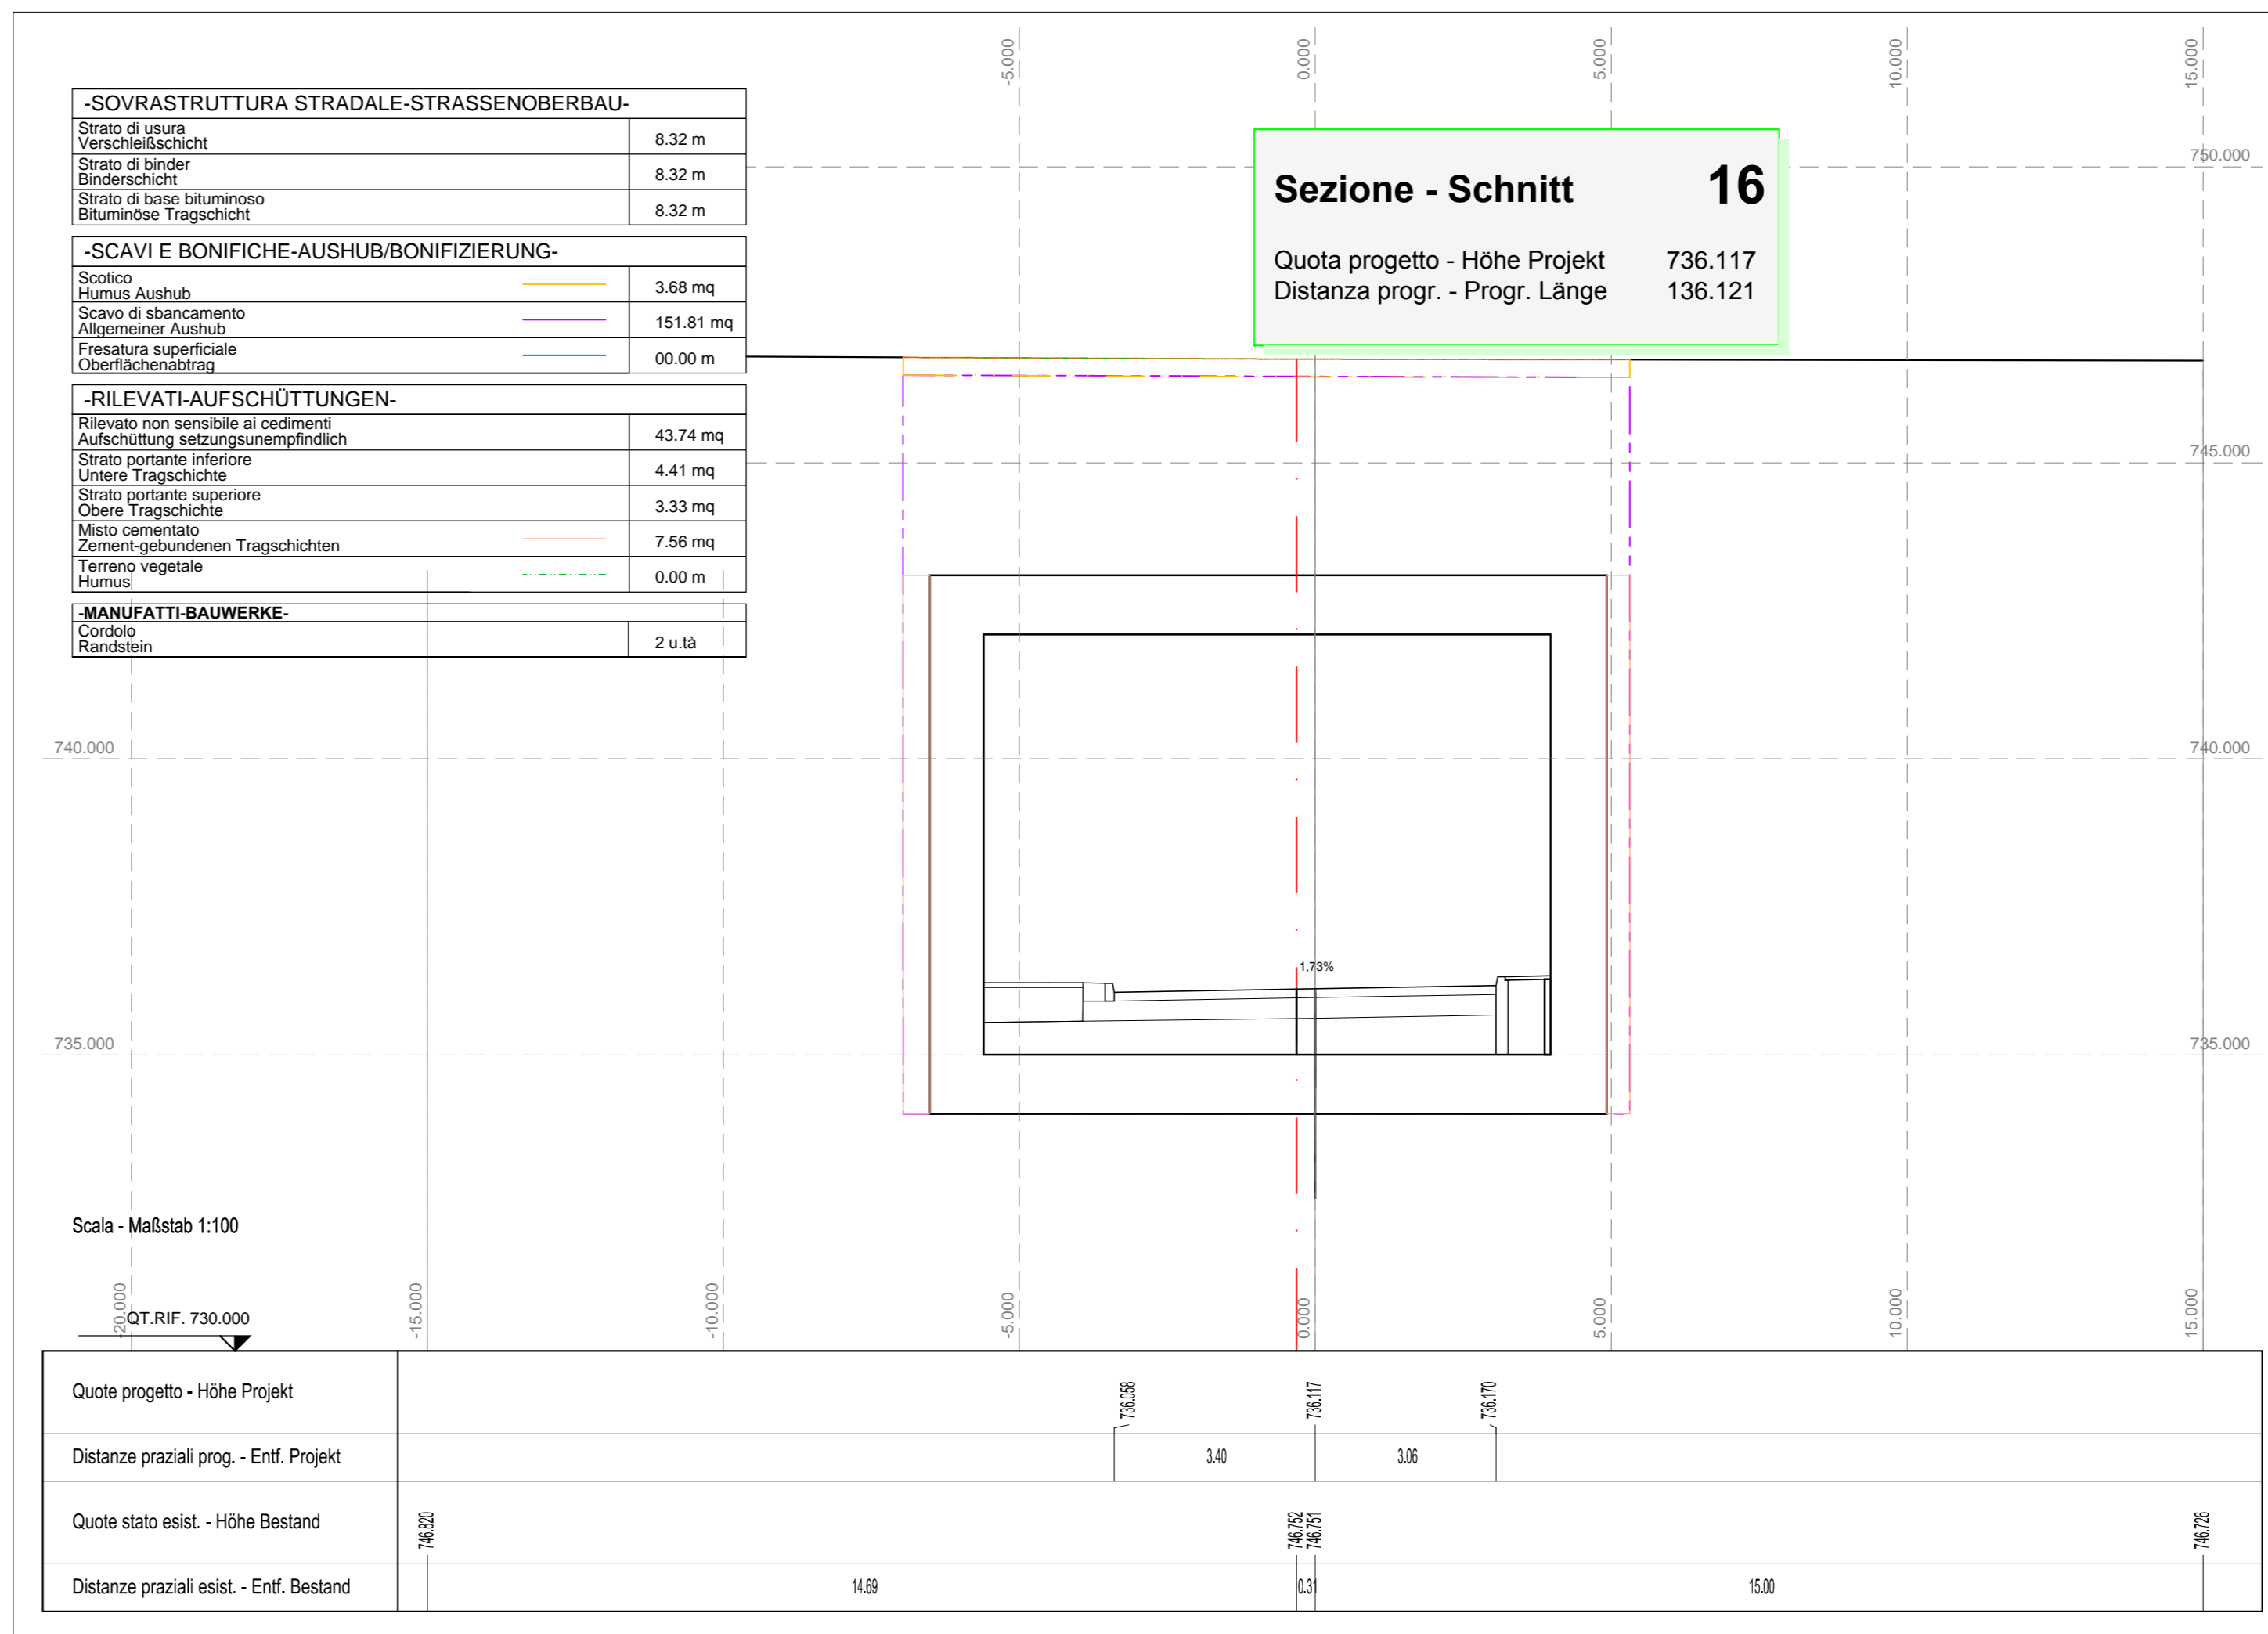 -5.000
0.000
5.000
10.000
15.000
-SOVRASTRUTTURA STRADALE-STRASSENOBERBAU-
Strato di usura
Verschleißschicht
8.32 m
Strato di binder
Binderschicht
8.32 m
Strato di base bituminoso
Bituminöse Tragschicht
8.32 m
-SCAVI E BONIFICHE-AUSHUB/BONIFIZIERUNG-
Scotico
Humus Aushub
3.68 mq
Scavo di sbancamento
Allgemeiner Aushub
151.81 mq
Fresatura superficiale
Oberflächenabtrag
00.00 m
-RILEVATI-AUFSCHÜTTUNGEN-
Rilevato non sensibile ai cedimenti
Aufschüttung setzungsunempfindlich
43.74 mq
Strato portante inferiore
Untere Tragschichte
4.41 mq
Strato portante superiore
Obere Tragschichte
3.33 mq
Misto cementato
Zement-gebundenen Tragschichten
7.56 mq
Terreno vegetale
Humus
0.00 m
-MANUFATTI-BAUWERKE-
Cordolo
Randstein
2 u.tà
Sezione - Schnitt 16
Quota progetto - Höhe Projekt 736.117
Distanza progr. - Progr. Länge 136.121
750.000
745.000
740.000
740.000
1,73%
735.000
735.000
Scala - Maßstab 1:100
-20.000
-15.000
-10.000
-5.000
0.000
5.000
10.000
15.000
QT.RIF. 730.000
Quote progetto - Höhe Projekt
736.058
736.117
736.170
Distanze praziali prog. - Entf. Projekt
3.40
3.06
Quote stato esist. - Höhe Bestand
746.820
746.752
746.751
746.726
Distanze praziali esist. - Entf. Bestand
14.69
0.31
15.00